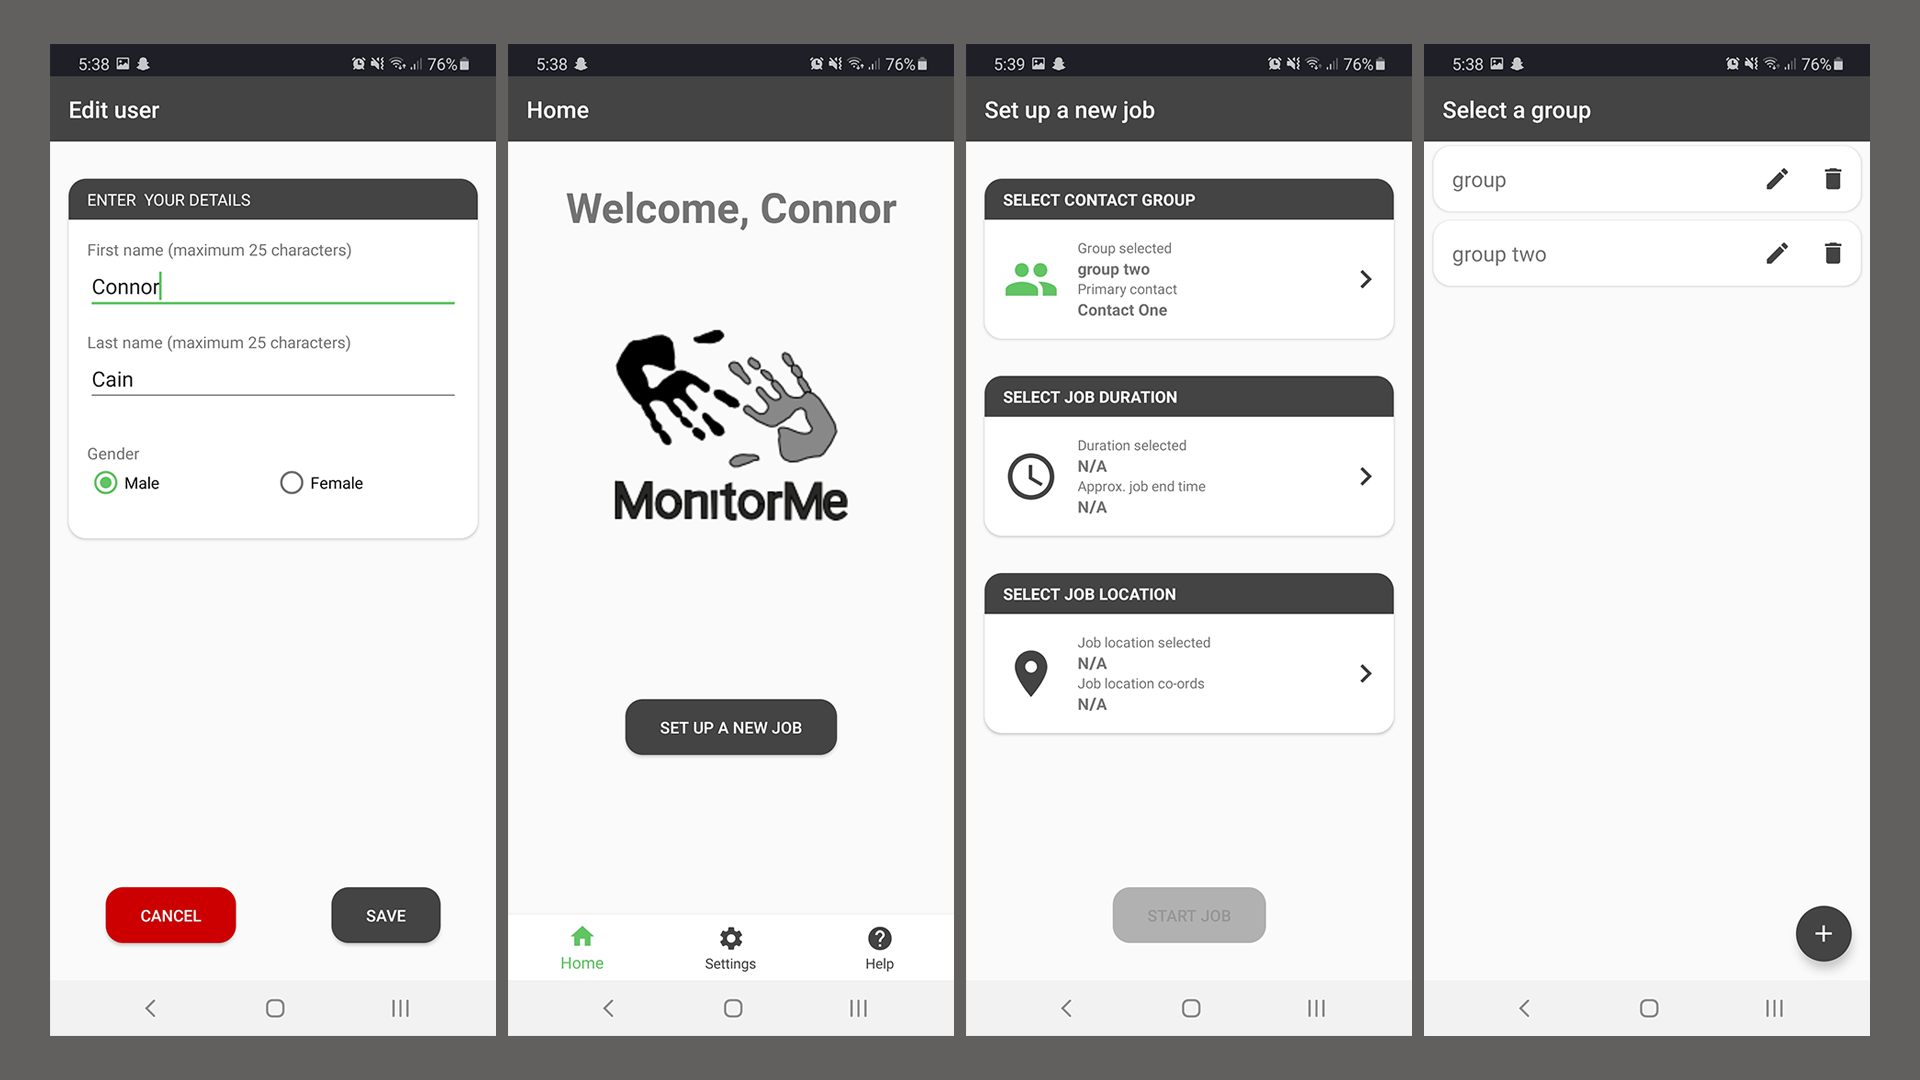 5:38
76%
Edit user
ENTER  YOUR DETAILS
First name (maximum 25 characters)
Connor
Last name (maximum 25 characters)
Cain
Gender
Male
Female
CANCEL
SAVE
5:38
76%
Home
Welcome, Connor
MonitorMe
SET UP A NEW JOB
Home
Settings
Help
5:39
76%
Set up a new job
SELECT CONTACT GROUP
Group selected
group two
Primary contact
Contact One
SELECT JOB DURATION
Duration selected
N/A
Approx. job end time
N/A
SELECT JOB LOCATION
Job location selected
N/A
Job location co-ords
N/A
START JOB
5:38
76%
Select a group
group
group two